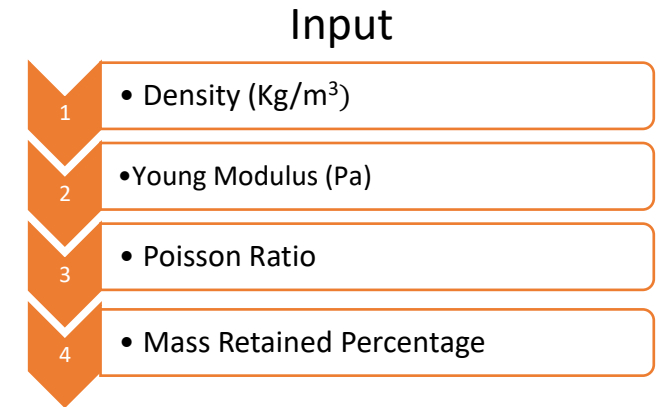 Input
1
• Density (Kg/m³)
2
•Young Modulus (Pa)
3
• Poisson Ratio
4
• Mass Retained Percentage